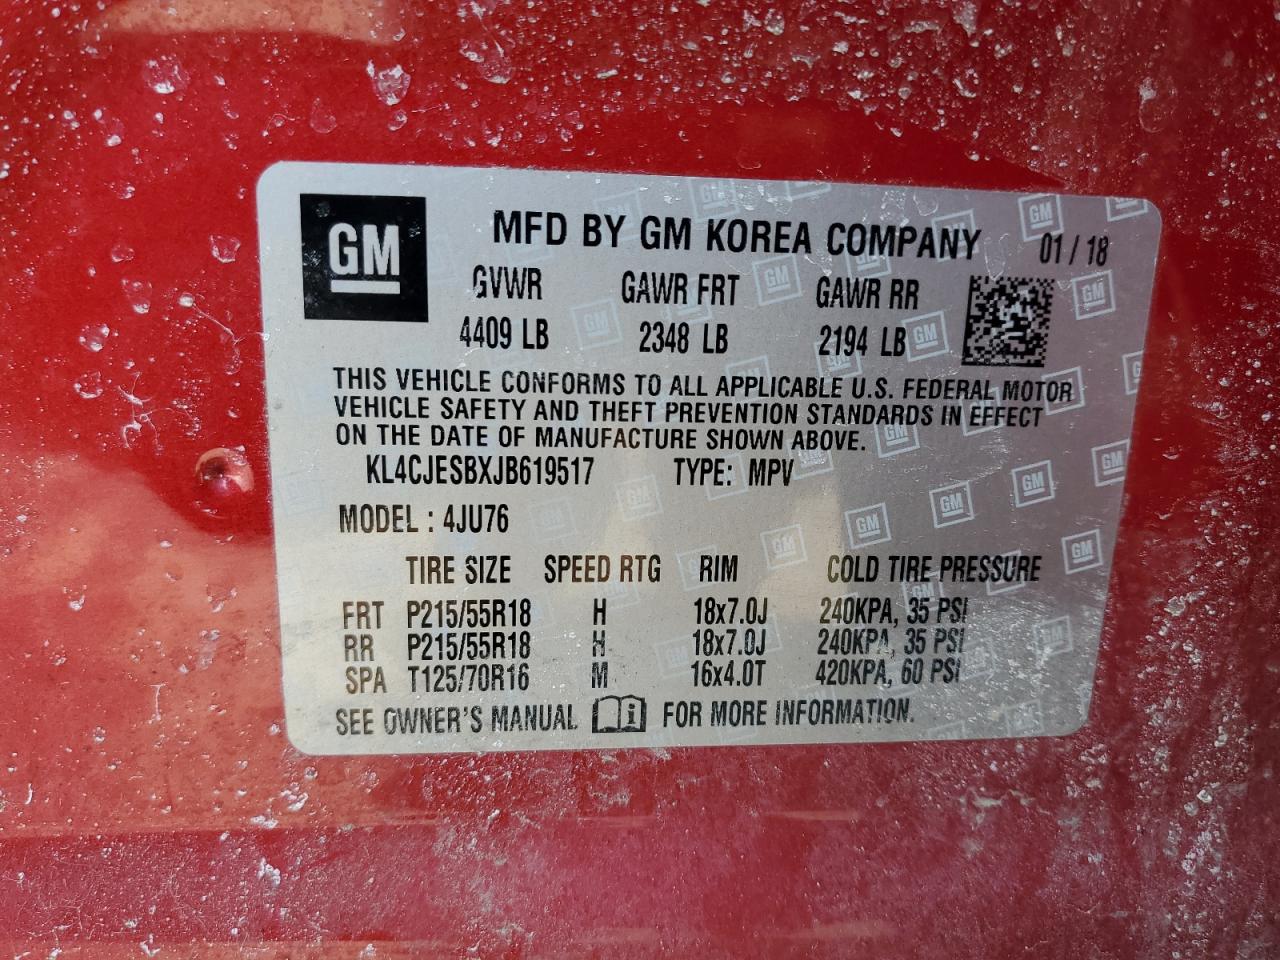 GM
MFD BY GM KOREA COMPANY 01 / 18
GVWR GAWR FRT GAWR RR
4409 LB 2348 LB 2194 LB
THIS VEHICLE CONFORMS TO ALL APPLICABLE U.S. FEDERAL MOTOR
VEHICLE SAFETY AND THEFT PREVENTION STANDARDS IN EFFECT
ON THE DATE OF MANUFACTURE SHOWN ABOVE.
KL4CJESBXJB619517 TYPE: MPV
MODEL : 4JU76
TIRE SIZE SPEED RTG RIM COLD TIRE PRESSURE
FRT P215/55R18 H 18x7.0J 240KPA, 35 PSI
RR P215/55R18 H 18x7.0J 240KPA, 35 PSI
SPA T125/70R16 M 16x4.0T 420KPA, 60 PSI
SEE OWNER'S MANUAL FOR MORE INFORMATION.